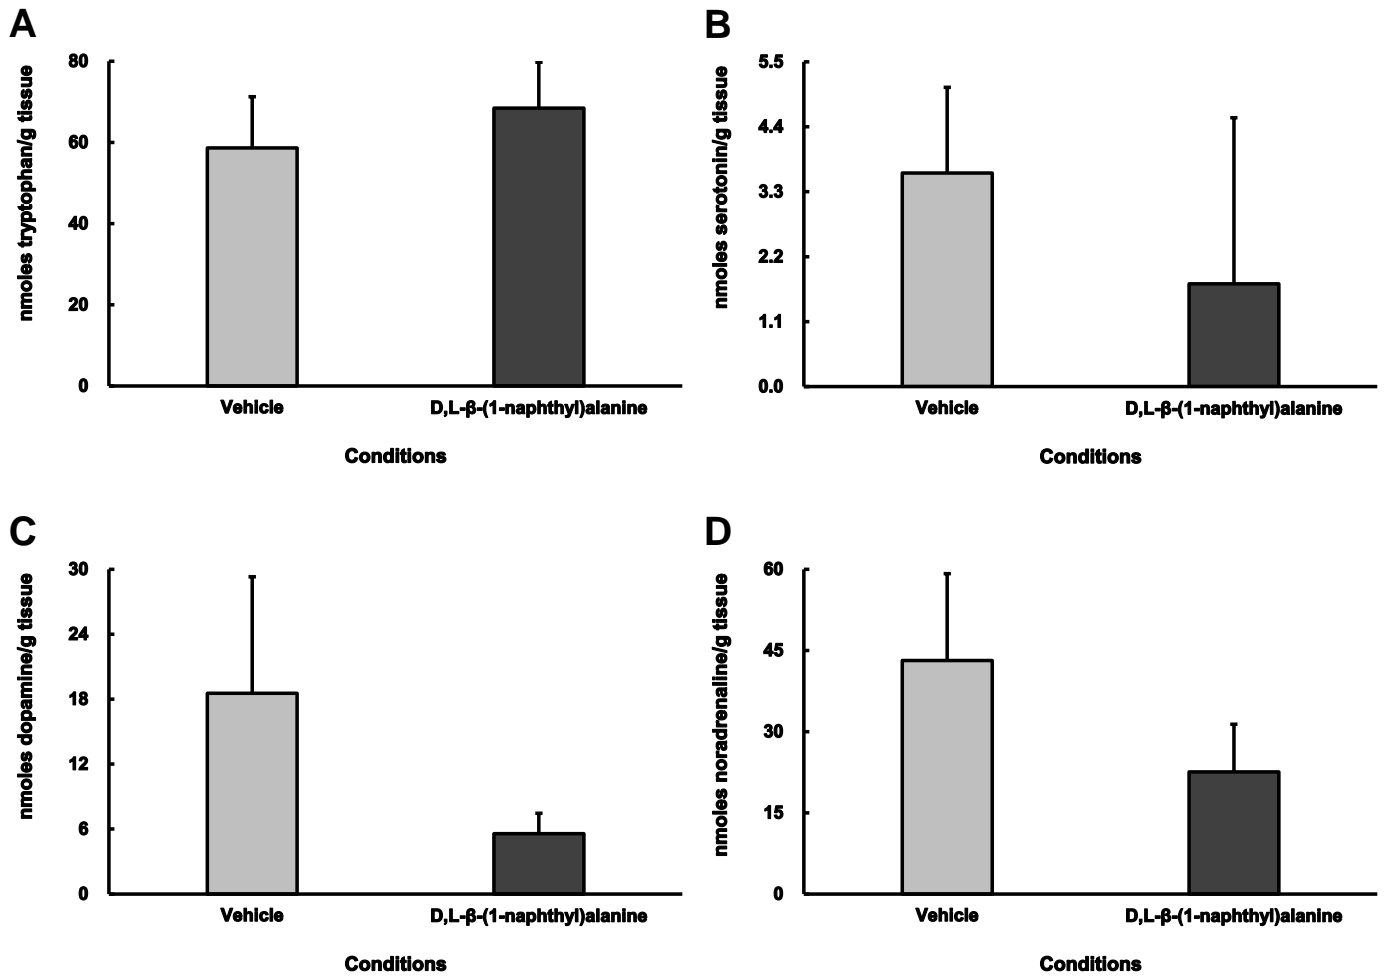 A
nmoles tryptophan/g tissue
80
60
40
20
0
Vehicle
D,L-β-(1-naphthyl)alanine
Conditions
B
nmoles serotonin/g tissue
5.5
4.4
3.3
2.2
1.1
0.0
Vehicle
D,L-β-(1-naphthyl)alanine
Conditions
C
nmoles dopamine/g tissue
30
24
18
12
6
0
Vehicle
D,L-β-(1-naphthyl)alanine
Conditions
D
nmoles noradrenaline/g tissue
60
45
30
15
0
Vehicle
D,L-β-(1-naphthyl)alanine
Conditions